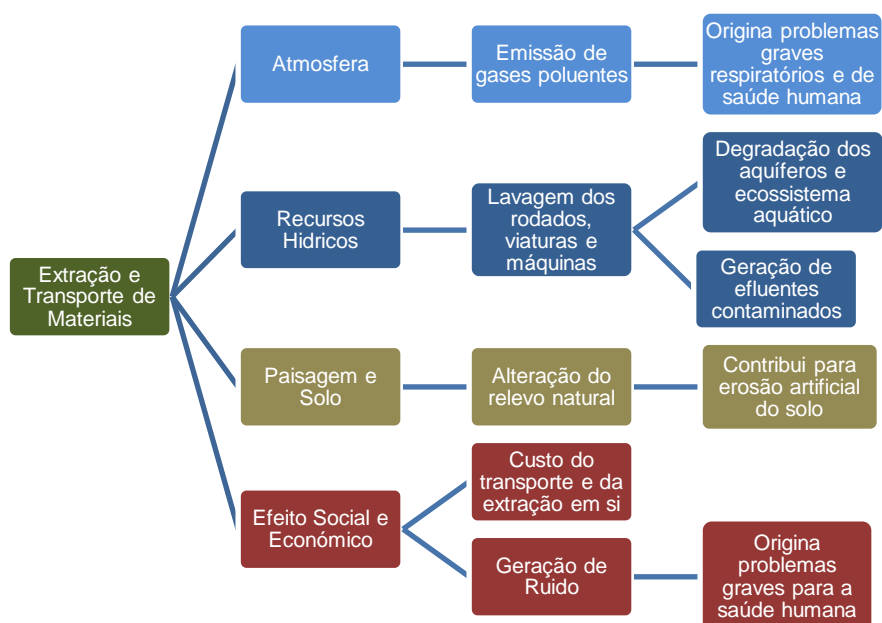 Extração e
Transporte de
Materiais
Atmosfera
Emissão de
gases poluentes
Origina problemas
graves
respiratórios e de
saúde humana
Recursos
Hidricos
Lavagem dos
rodados,
viaturas e
máquinas
Degradação dos
aquíferos e
ecossistema
aquático
Geração de
efluentes
contaminados
Paisagem e
Solo
Alteração do
relevo natural
Contribui para
erosão artificial
do solo
Efeito Social e
Económico
Custo do
transporte e da
extração em si
Geração de
Ruido
Origina
problemas
graves para a
saúde humana